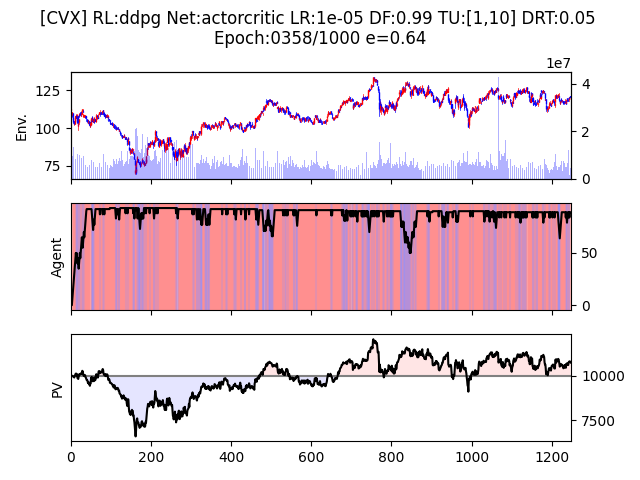 [CVX] RL:ddpg Net:actorcritic LR:1e-05 DF:0.99 TU:[1,10] DRT:0.05
Epoch:0358/1000 e=0.64
1e7
125
100
75
Env.
4
2
0
Agent
50
0
PV
10000
7500
0 200 400 600 800 1000 1200